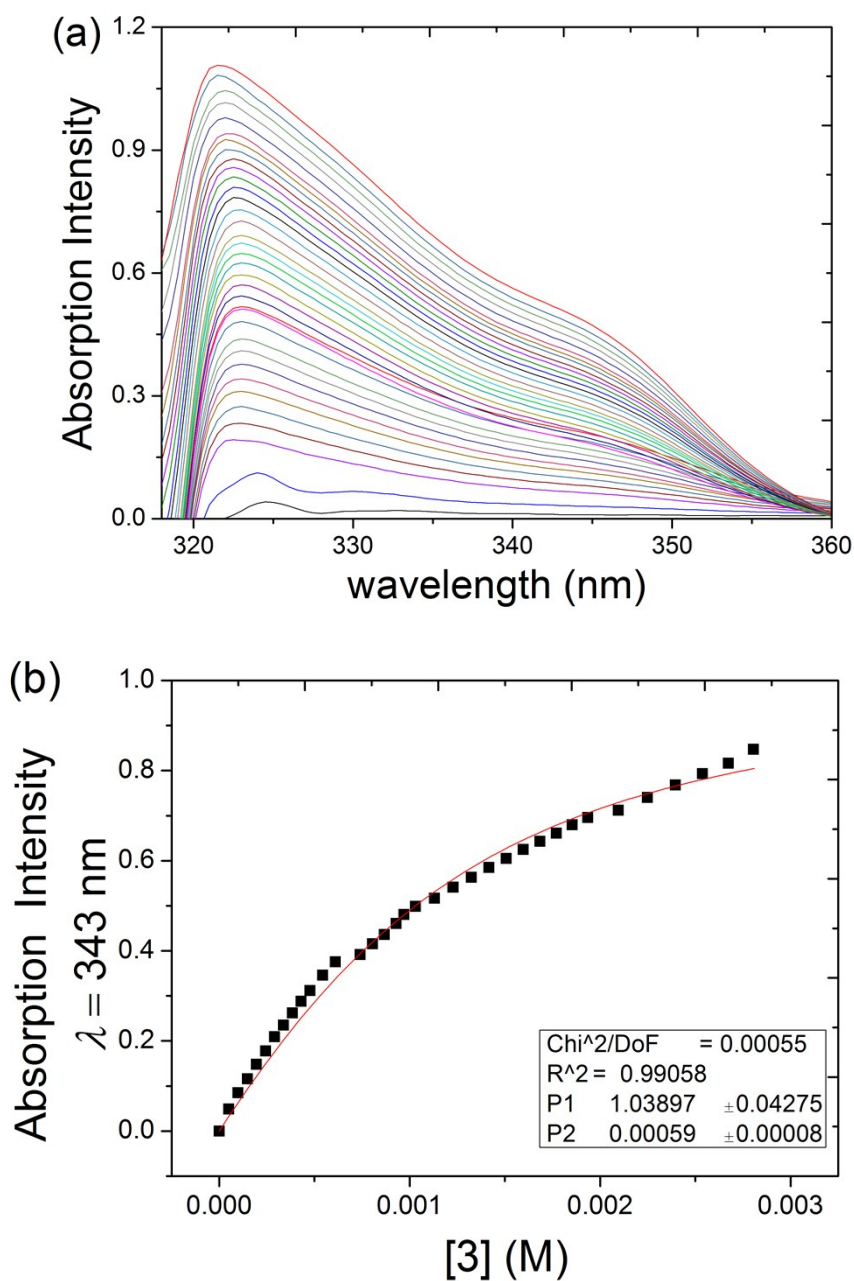 (a)
Absorption Intensity
1.2
0.9
0.6
0.3
0.0
320 330 340 350 360
wavelength (nm)
(b)
Absorption Intensity
λ = 343 nm
1.0
0.8
0.6
0.4
0.2
0.0
Chi^2/DoF = 0.00055
R^2 = 0.99058
P1 1.03897 ±0.04275
P2 0.00059 ±0.00008
0.000 0.001 0.002 0.003
[3] (M)